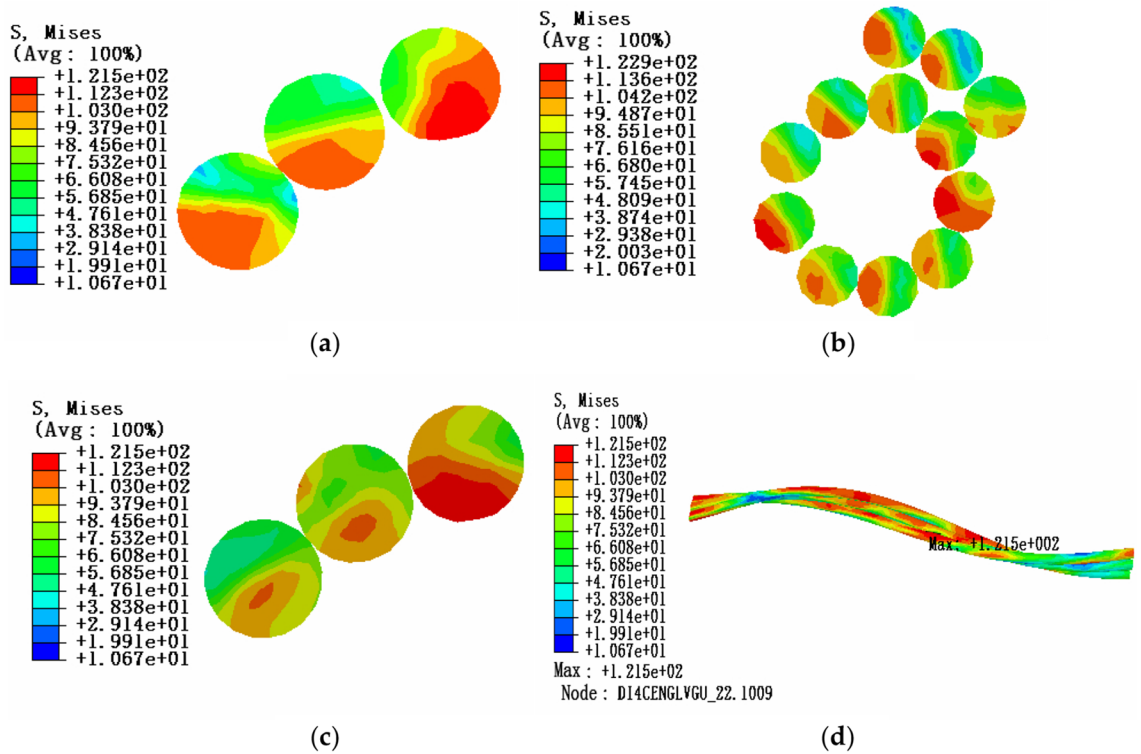 S, Mises
(Avg: 100%)
+1.215e+02
+1.123e+02
+1.030e+02
+9.379e+01
+8.456e+01
+7.532e+01
+6.608e+01
+5.685e+01
+4.761e+01
+3.838e+01
+2.914e+01
+1.991e+01
+1.067e+01
(a)
S, Mises
(Avg: 100%)
+1.229e+02
+1.136e+02
+1.042e+02
+9.487e+01
+8.551e+01
+7.616e+01
+6.680e+01
+5.745e+01
+4.809e+01
+3.874e+01
+2.938e+01
+2.003e+01
+1.067e+01
(b)
S, Mises
(Avg: 100%)
+1.215e+02
+1.123e+02
+1.030e+02
+9.379e+01
+8.456e+01
+7.532e+01
+6.608e+01
+5.685e+01
+4.761e+01
+3.838e+01
+2.914e+01
+1.991e+01
+1.067e+01
(c)
S, Mises
(Avg: 100%)
+1.215e+02
+1.123e+02
+1.030e+02
+9.379e+01
+8.456e+01
+7.532e+01
+6.608e+01
+5.685e+01
+4.761e+01
+3.838e+01
+2.914e+01
+1.991e+01
+1.067e+01
Max: +1.215e+02
Node: DI4CENGLVGU_22.1009
Max: +1.215e+002
(d)